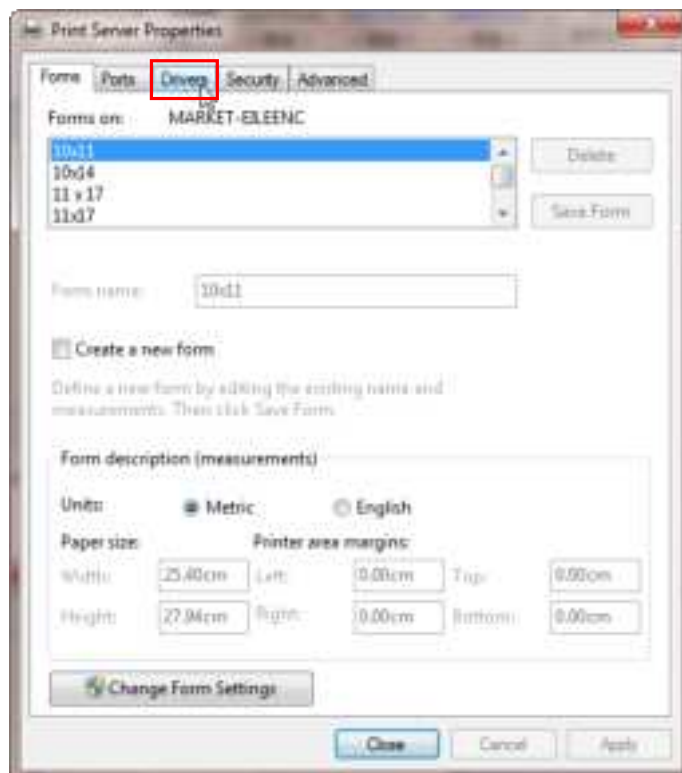 Print Server Properties
Forms Ports Drivers Security Advanced
Forms on: MARKET-EILEENC
10x11
10x14
11 x 17
11x17
Delete
Save Form
Form name: 10x11
Create a new form
Define a new form by editing the existing name and
measurements. Then click Save Form.
Form description (measurements)
Units: Metric English
Paper size: Printer area margins:
Width: 25.40cm Left: 0.00cm Top: 0.00cm
Height: 27.94cm Right: 0.00cm Bottom: 0.00cm
Change Form Settings
Close Cancel Apply